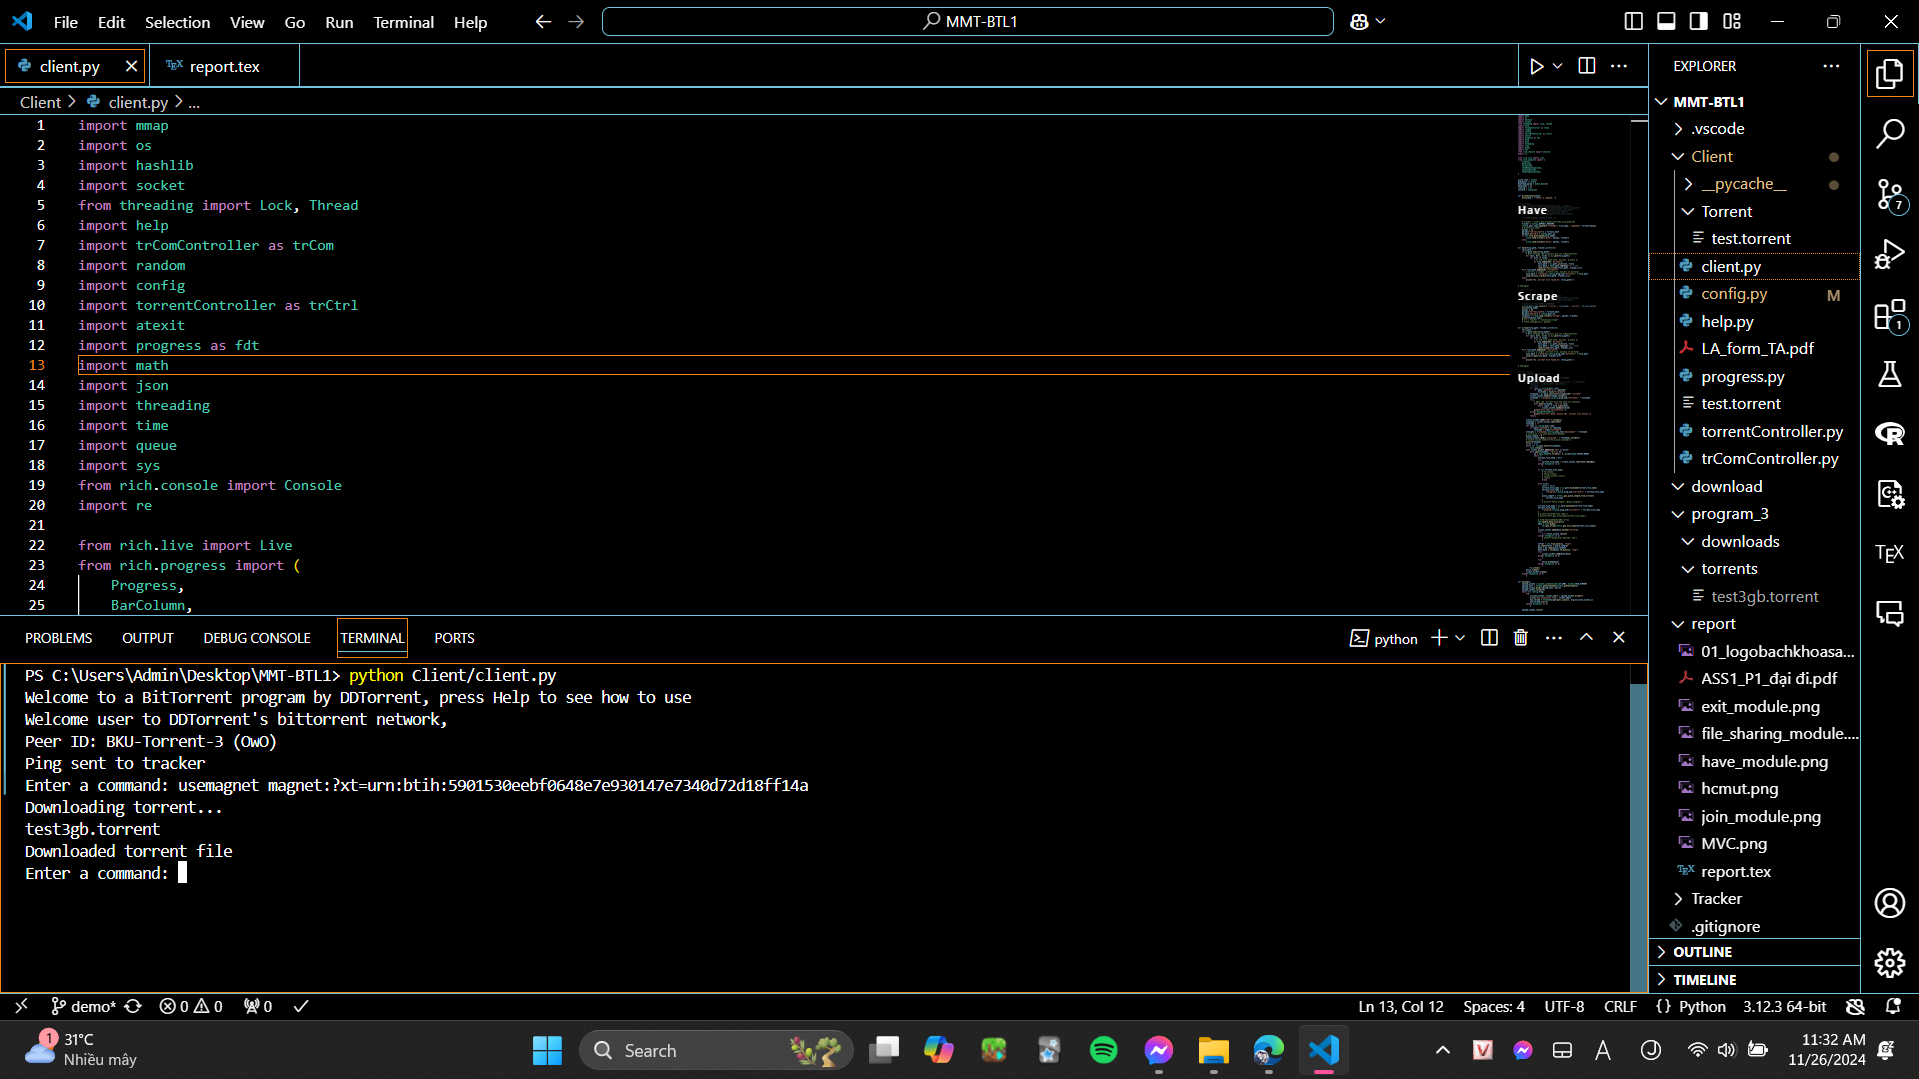 File Edit Selection View Go Run Terminal Help
MMT-BTL1
client.py
TEX report.tex
EXPLORER
Client > client.py > ...
1 import mmap
2 import os
3 import hashlib
4 import socket
5 from threading import Lock, Thread
6 import help
7 import trComController as trCom
8 import random
9 import config
10 import torrentController as trCtrl
11 import atexit
12 import progress as fdt
13 import math
14 import json
15 import threading
16 import time
17 import queue
18 import sys
19 from rich.console import Console
20 import re
21
22 from rich.live import Live
23 from rich.progress import (
24 Progress,
25 BarColumn,
Have
Scrape
Upload
MMT-BTL1
.vscode
Client
__pycache__
Torrent
test.torrent
client.py
config.py M
help.py
LA_form_TA.pdf
progress.py
test.torrent
torrentController.py
trComController.py
download
program_3
downloads
torrents
test3gb.torrent
report
01_logobachkhoasa...
ASS1_P1_đại đi.pdf
exit_module.png
file_sharing_module....
have_module.png
hcmut.png
join_module.png
MVC.png
TEX report.tex
Tracker
.gitignore
OUTLINE
TIMELINE
7
1
TEX
PROBLEMS OUTPUT DEBUG CONSOLE TERMINAL PORTS
python
PS C:\Users\Admin\Desktop\MMT-BTL1> python Client/client.py
Welcome to a BitTorrent program by DDTorrent, press Help to see how to use
Welcome user to DDTorrent's bittorrent network,
Peer ID: BKU-Torrent-3 (OwO)
Ping sent to tracker
Enter a command: usemagnet magnet:?xt=urn:btih:5901530eebf0648e7e930147e7340d72d18ff14a
Downloading torrent...
test3gb.torrent
Downloaded torrent file
Enter a command:
demo* 0 0 0
Ln 13, Col 12 Spaces: 4 UTF-8 CRLF {} Python 3.12.3 64-bit
1
31°C
Nhiều mây
Search
11:32 AM
11/26/2024